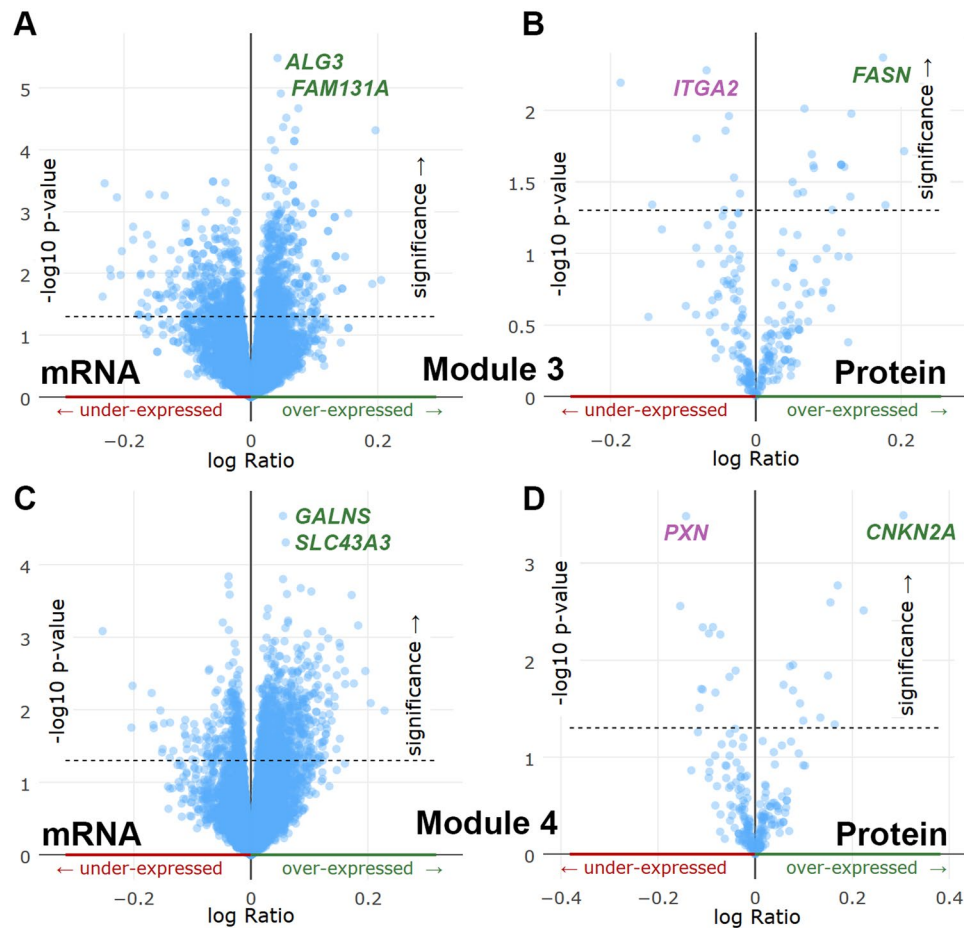 A
ALG3
FAM131A
5
4
3
2
1
0
-log10 p-value
significance →
mRNA
← under-expressed
over-expressed →
−0.2
0
0.2
log Ratio
Module 3
B
ITGA2
FASN
2
1.5
1
0.5
0
-log10 p-value
significance →
Protein
← under-expressed
over-expressed →
−0.2
0
0.2
log Ratio
C
GALNS
SLC43A3
4
3
2
1
0
-log10 p-value
significance →
mRNA
← under-expressed
over-expressed →
−0.2
0
0.2
log Ratio
Module 4
D
PXN
CNKN2A
3
2
1
0
-log10 p-value
significance →
Protein
← under-expressed
over-expressed →
−0.4
−0.2
0
0.2
0.4
log Ratio